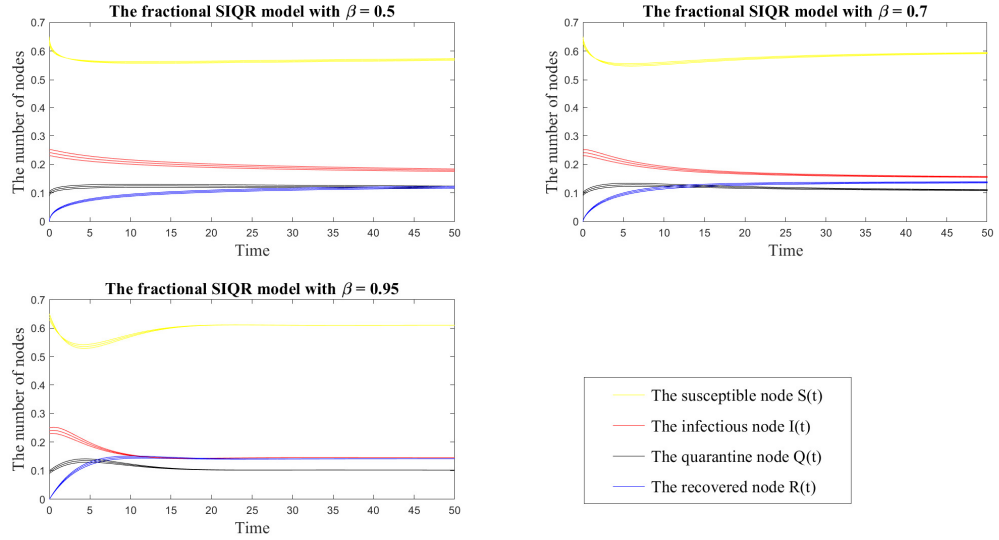 The fractional SIQR model with β = 0.5
The number of nodes
0.7
0.6
0.5
0.4
0.3
0.2
0.1
0
0 5 10 15 20 25 30 35 40 45 50
Time
The fractional SIQR model with β = 0.7
The number of nodes
0.7
0.6
0.5
0.4
0.3
0.2
0.1
0
0 5 10 15 20 25 30 35 40 45 50
Time
The fractional SIQR model with β = 0.95
The number of nodes
0.7
0.6
0.5
0.4
0.3
0.2
0.1
0
0 5 10 15 20 25 30 35 40 45 50
Time
The susceptible node S(t)
The infectious node I(t)
The quarantine node Q(t)
The recovered node R(t)